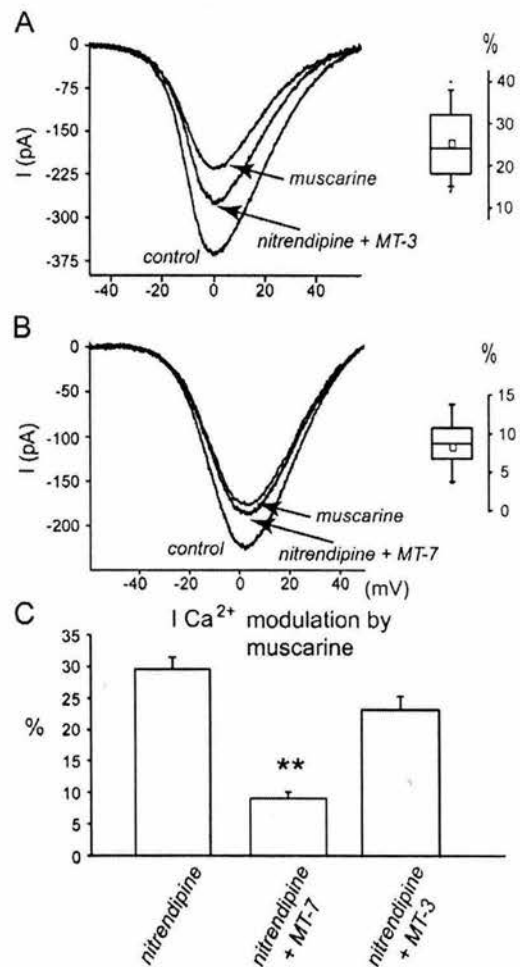 A
I (pA)
0
-75
-150
-225
-300
-375
-40 -20 0 20 40
muscarine
nitrendipine + MT-3
control
%
40
30
20
10
B
I (pA)
0
-50
-100
-150
-200
-40 -20 0 20 40
(mV)
muscarine
nitrendipine + MT-7
control
%
15
10
5
0
C
I Ca²⁺ modulation by
muscarine
%
35
30
25
20
15
10
5
0
**
nitrendipine
nitrendipine
+ MT-7
nitrendipine
+ MT-3